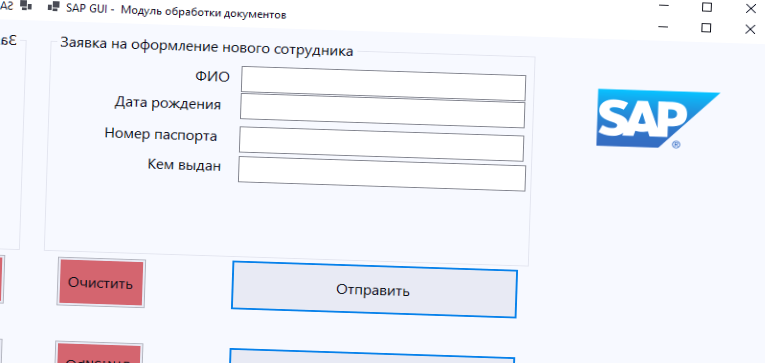 SAP GUI - Модуль обработки документов
Заявка на оформление нового сотрудника
ФИО
Дата рождения
Номер паспорта
Кем выдан
SAP
®
Очистить
Отправить